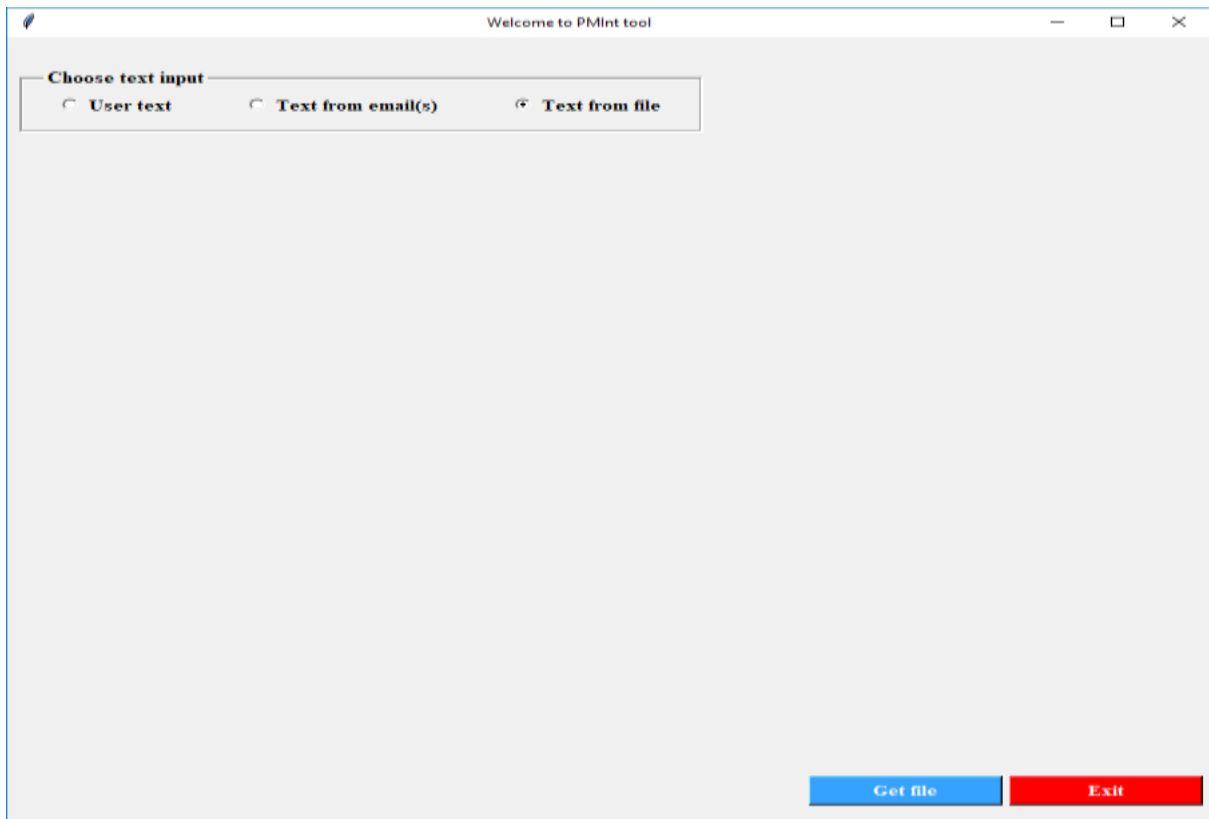 Welcome to PMInt tool
Choose text input
User text Text from email(s) Text from file
Get file Exit